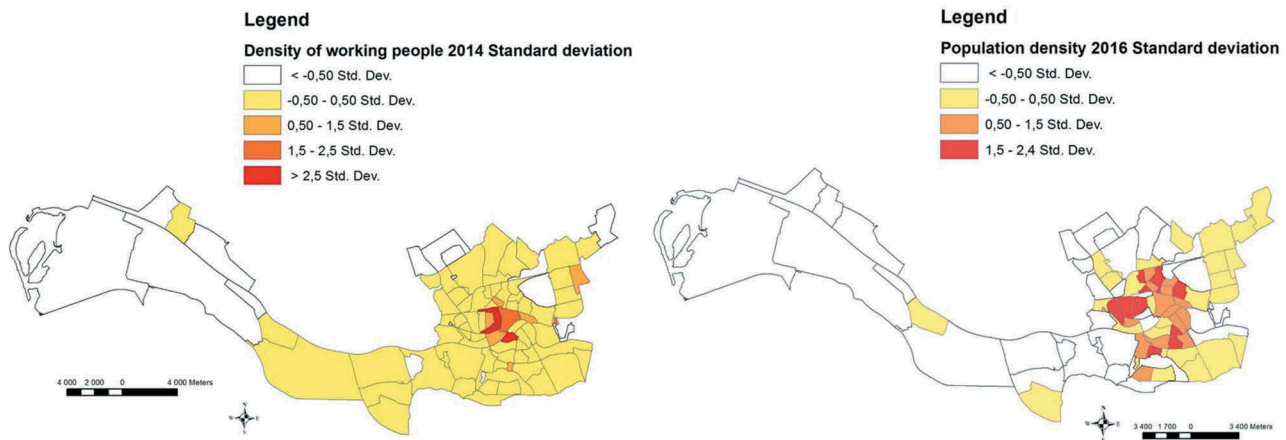 Legend
Density of working people 2014 Standard deviation
< -0,50 Std. Dev.
-0,50 - 0,50 Std. Dev.
0,50 - 1,5 Std. Dev.
1,5 - 2,5 Std. Dev.
> 2,5 Std. Dev.
4 000 2 000 0 4 000 Meters
N
W E
S
Legend
Population density 2016 Standard deviation
< -0,50 Std. Dev.
-0,50 - 0,50 Std. Dev.
0,50 - 1,5 Std. Dev.
1,5 - 2,4 Std. Dev.
N
W E
S
3 400 1 700 0 3 400 Meters